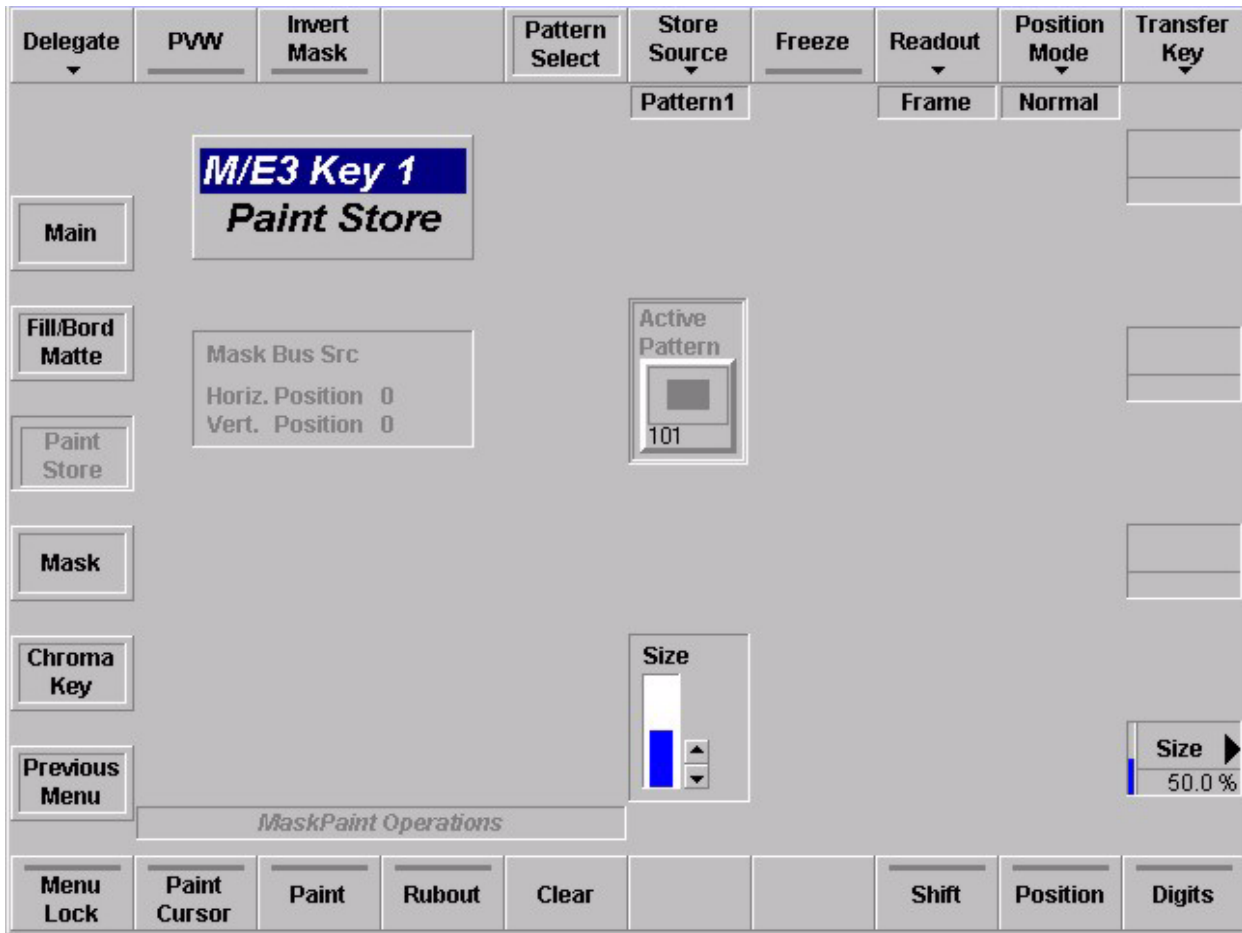 Delegate
PVW
Invert
Mask
Pattern
Select
Store
Source
Freeze
Readout
Position
Mode
Transfer
Key
Pattern1
Frame
Normal
M/E3 Key 1
Paint Store
Main
Fill/Bord
Matte
Mask Bus Src
Horiz. Position 0
Vert. Position 0
Active
Pattern
101
Paint
Store
Mask
Chroma
Key
Size
Previous
Menu
Size
50.0 %
MaskPaint Operations
Menu
Lock
Paint
Cursor
Paint
Rubout
Clear
Shift
Position
Digits